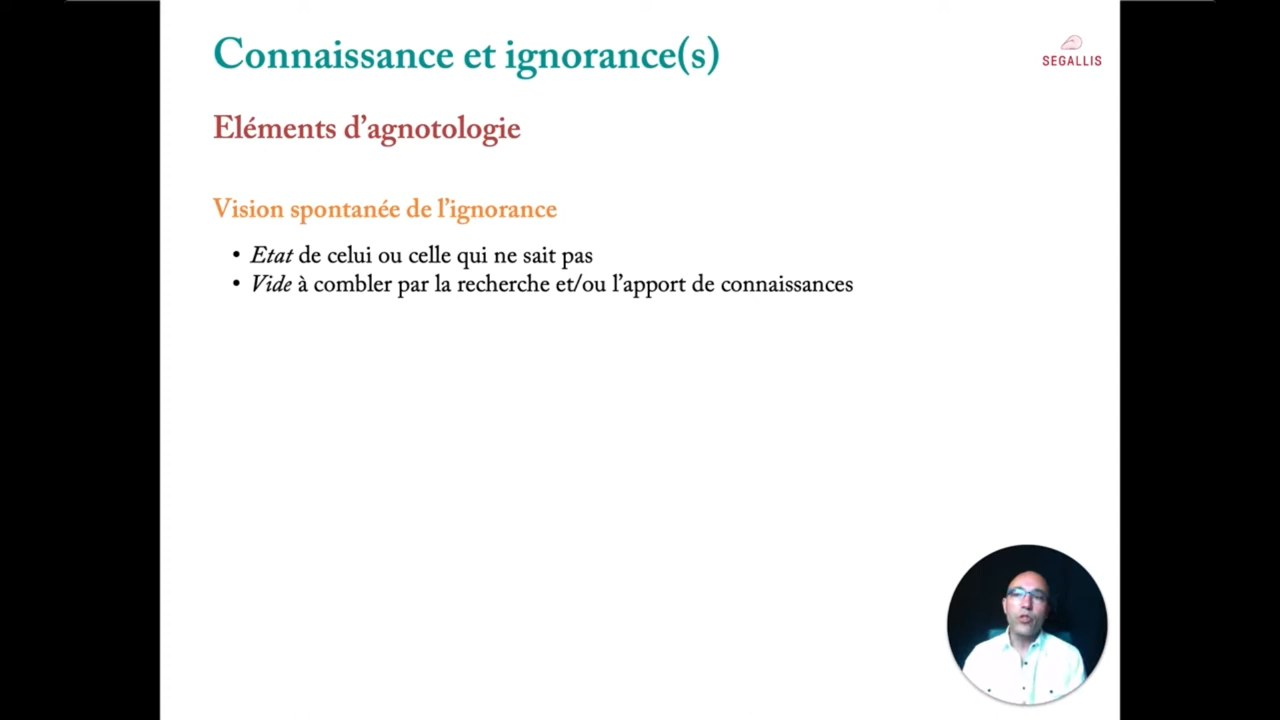 Connaissance et ignorance(s)
SEGALLIS
Eléments d’agnotologie
Vision spontanée de l’ignorance
• Etat de celui ou celle qui ne sait pas
• Vide à combler par la recherche et/ou l’apport de connaissances